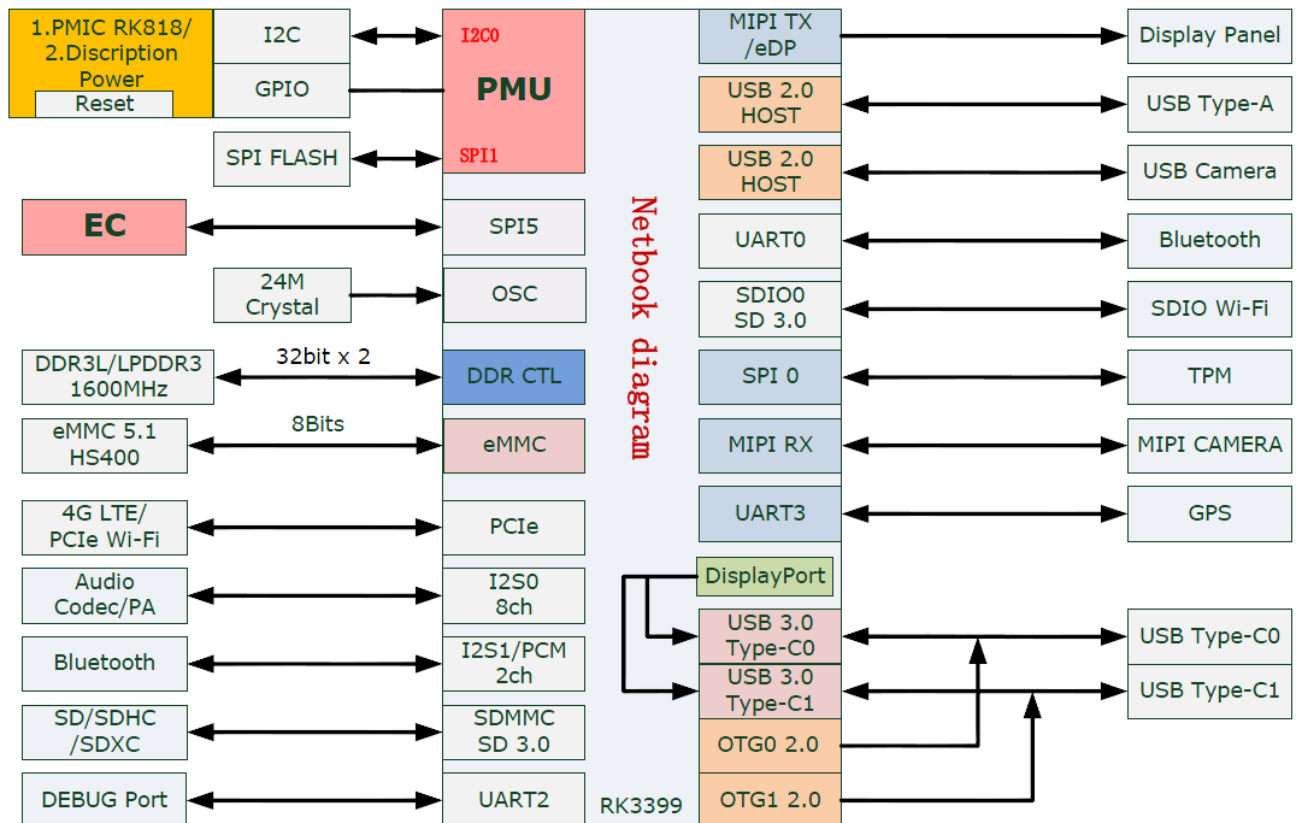 1.PMIC RK818/
2.Discription
Power
Reset
I2C
GPIO
SPI FLASH
EC
24M
Crystal
DDR3L/LPDDR3
1600MHz
32bit x 2
eMMC 5.1
HS400
8Bits
4G LTE/
PCIe Wi-Fi
Audio
Codec/PA
Bluetooth
SD/SDHC
/SDXC
DEBUG Port
I2C0
PMU
SPI1
SPI5
OSC
DDR CTL
eMMC
PCIe
I2S0
8ch
I2S1/PCM
2ch
SDMMC
SD 3.0
UART2
Netbook diagram
RK3399
MIPI TX
/eDP
USB 2.0
HOST
USB 2.0
HOST
UART0
SDIO0
SD 3.0
SPI 0
MIPI RX
UART3
DisplayPort
USB 3.0
Type-C0
USB 3.0
Type-C1
OTG0 2.0
OTG1 2.0
Display Panel
USB Type-A
USB Camera
Bluetooth
SDIO Wi-Fi
TPM
MIPI CAMERA
GPS
USB Type-C0
USB Type-C1